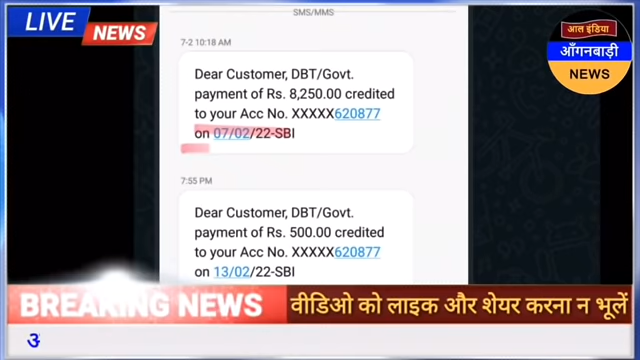 LIVE
NEWS
SMS/MMS
आल इंडिया
आँगनबाड़ी
NEWS
7-2 10:18 AM
Dear Customer, DBT/Govt.
payment of Rs. 8,250.00 credited
to your Acc No. XXXXX620877
on 07/02/22-SBI
7:55 PM
Dear Customer, DBT/Govt.
payment of Rs. 500.00 credited
to your Acc No. XXXXX620877
on 13/02/22-SBI
BREAKING NEWS
वीडिओ को लाइक और शेयर करना न भूलें